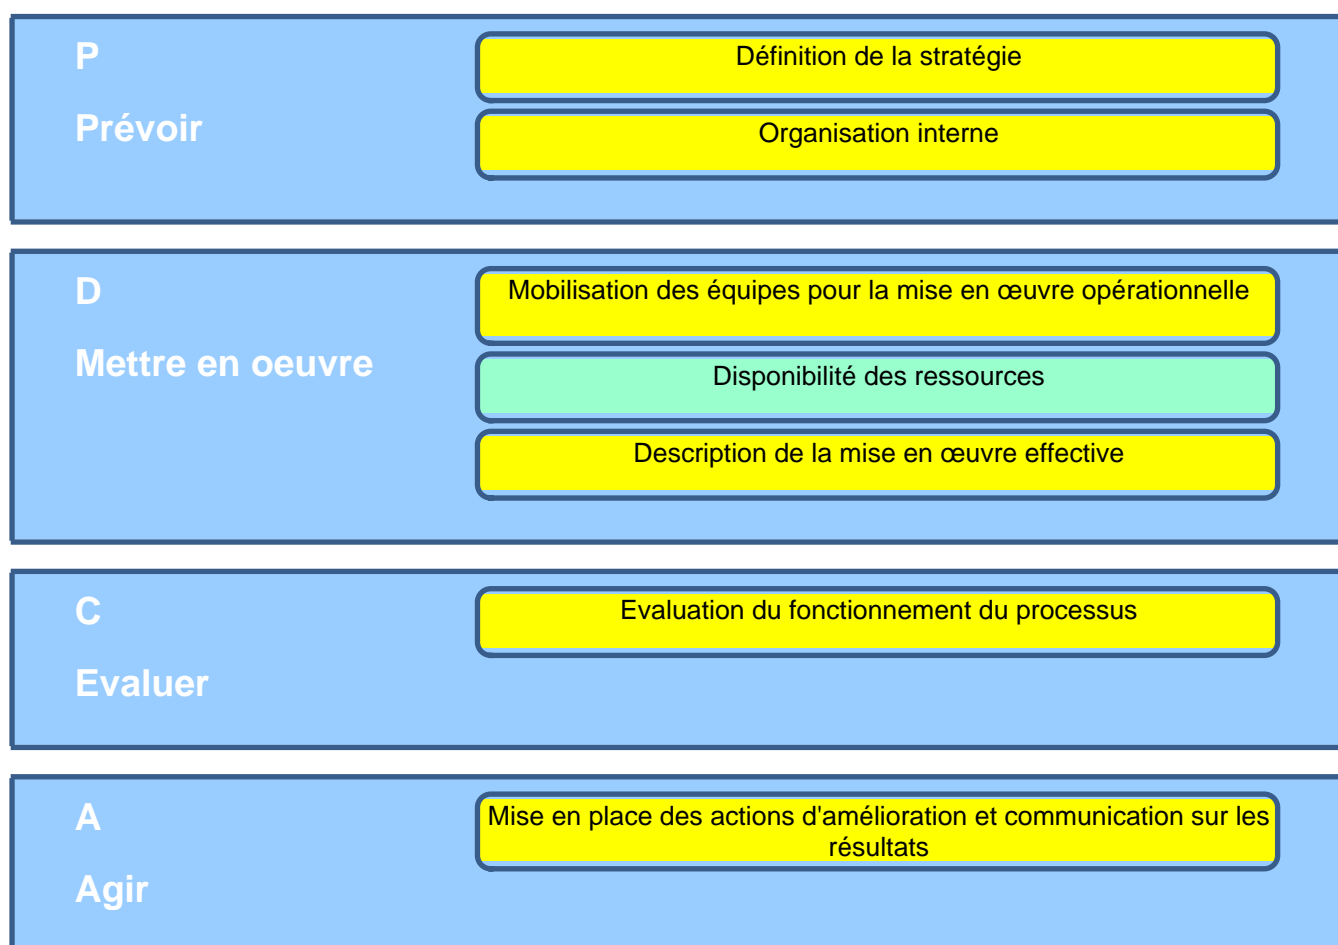 P
Prévoir
Définition de la stratégie
Organisation interne
D
Mettre en oeuvre
Mobilisation des équipes pour la mise en œuvre opérationnelle
Disponibilité des ressources
Description de la mise en œuvre effective
C
Evaluer
Evaluation du fonctionnement du processus
A
Agir
Mise en place des actions d'amélioration et communication sur les
résultats